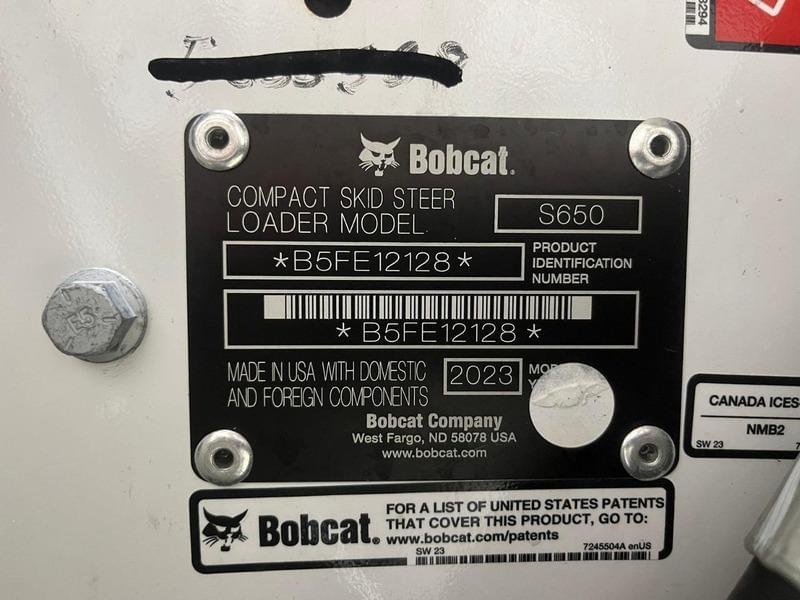 8294
Bobcat.
COMPACT SKID STEER
LOADER MODEL
S650
*B5FE12128*
PRODUCT
IDENTIFICATION
NUMBER
* B5FE12128 *
MADE IN USA WITH DOMESTIC
AND FOREIGN COMPONENTS
2023
Bobcat Company
West Fargo, ND 58078 USA
www.bobcat.com
CANADA ICES-
NMB2
SW 23
7
Bobcat.
FOR A LIST OF UNITED STATES PATENTS
THAT COVER THIS PRODUCT, GO TO:
www.bobcat.com/patents
SW 23
7245504A enUS